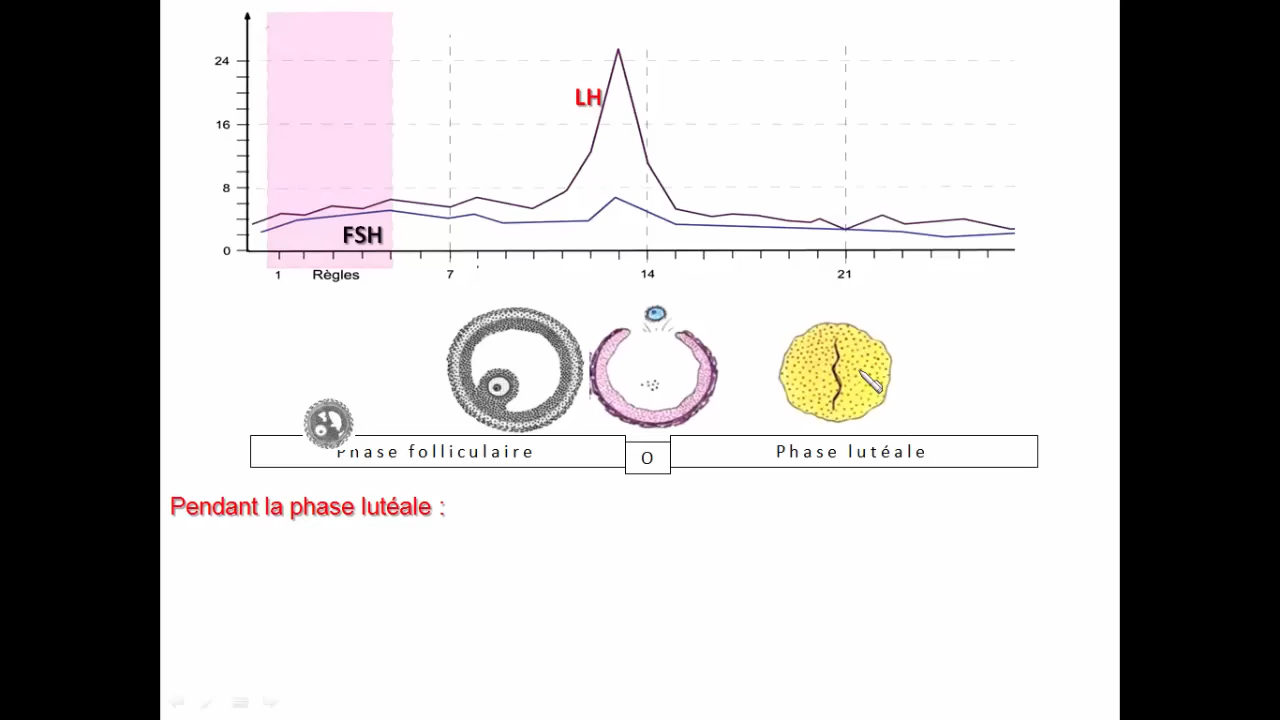 24
LH
16
8
FSH
0
1 Règles 7 14 21
Phase folliculaire O Phase lutéale
Pendant la phase lutéale :